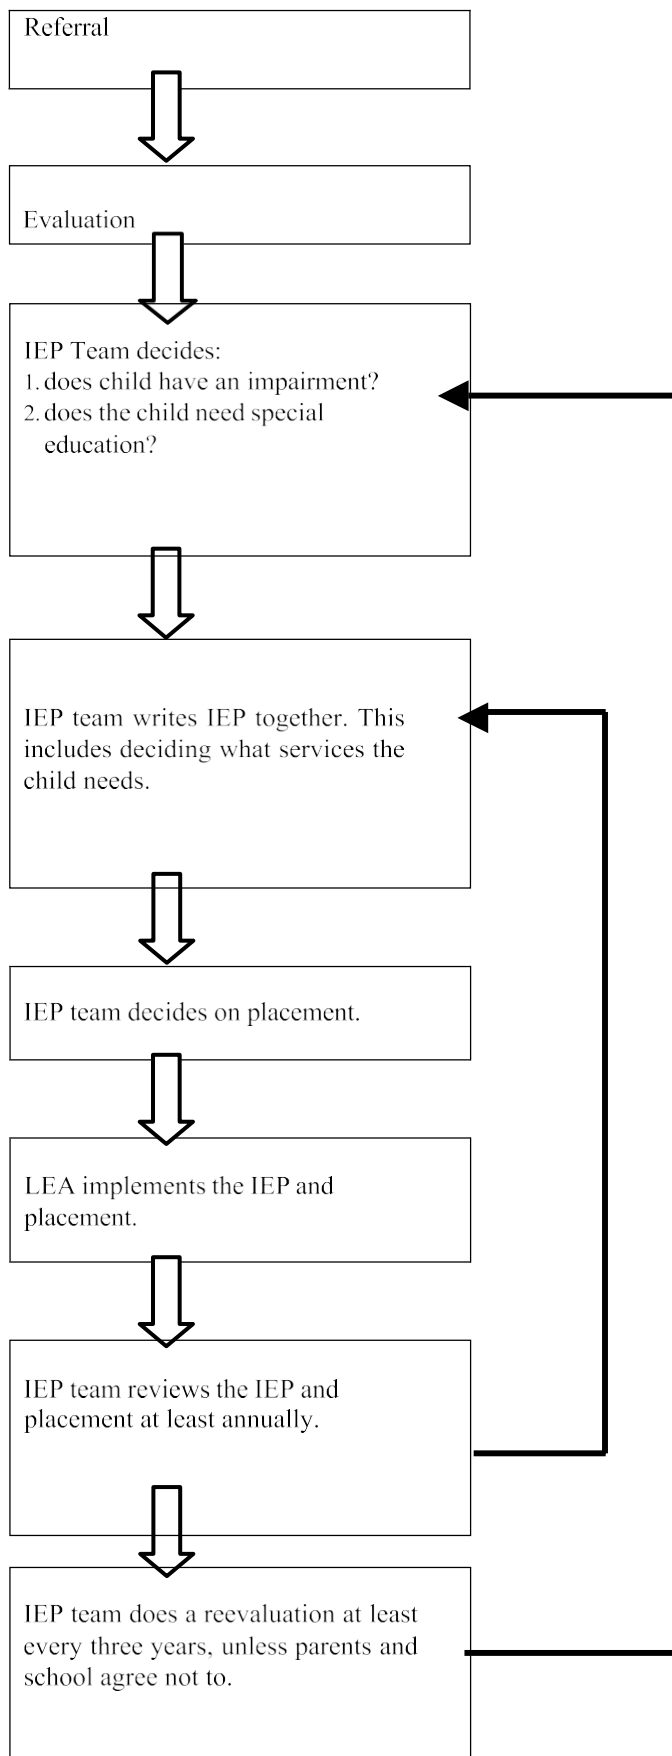 Referral
Evaluation
IEP Team decides:
1. does child have an impairment?
2. does the child need special
education?
IEP team writes IEP together. This
includes deciding what services the
child needs.
IEP team decides on placement.
LEA implements the IEP and
placement.
IEP team reviews the IEP and
placement at least annually.
IEP team does a reevaluation at least
every three years, unless parents and
school agree not to.